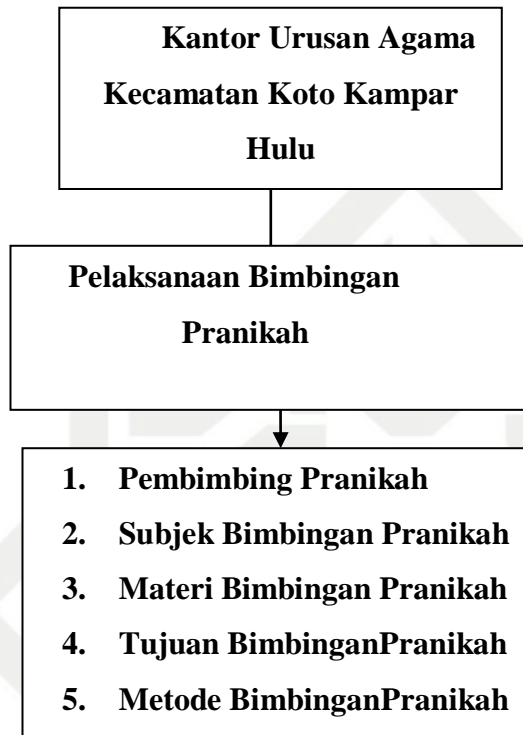 Kantor Urusan Agama
Kecamatan Koto Kampar
Hulu
Pelaksanaan Bimbingan
Pranikah
1. Pembimbing Pranikah
2. Subjek Bimbingan Pranikah
3. Materi Bimbingan Pranikah
4. Tujuan BimbinganPranikah
5. Metode BimbinganPranikah